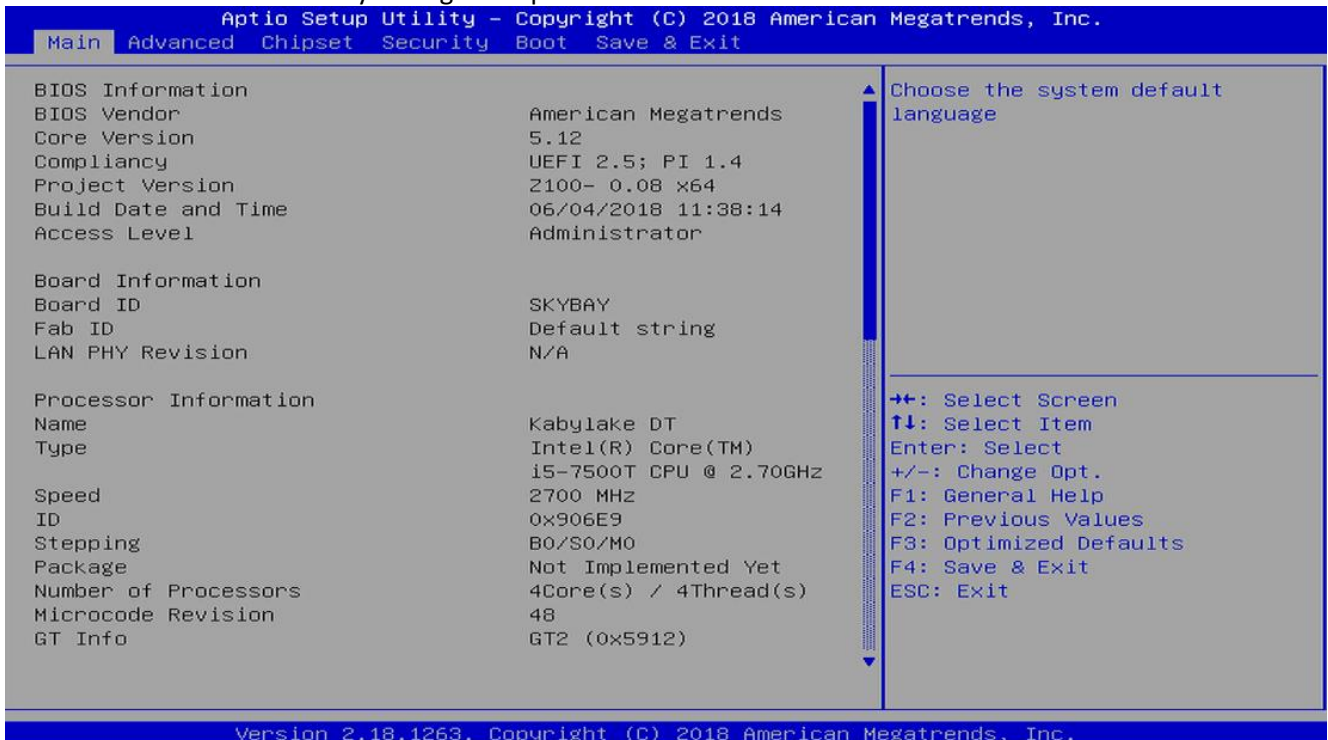 Aptio Setup Utility – Copyright (C) 2018 American Megatrends, Inc.
Main Advanced Chipset Security Boot Save & Exit
BIOS Information
BIOS Vendor American Megatrends
Core Version 5.12
Compliancy UEFI 2.5; PI 1.4
Project Version Z100- 0.08 x64
Build Date and Time 06/04/2018 11:38:14
Access Level Administrator
Board Information
Board ID SKYBAY
Fab ID Default string
LAN PHY Revision N/A
Processor Information
Name Kabylake DT
Type Intel(R) Core(TM)
i5-7500T CPU @ 2.70GHz
Speed 2700 MHz
ID 0x906E9
Stepping B0/S0/M0
Package Not Implemented Yet
Number of Processors 4Core(s) / 4Thread(s)
Microcode Revision 48
GT Info GT2 (0x5912)
Choose the system default
language
→←: Select Screen
↑↓: Select Item
Enter: Select
+/-: Change Opt.
F1: General Help
F2: Previous Values
F3: Optimized Defaults
F4: Save & Exit
ESC: Exit
Version 2.18.1263. Copyright (C) 2018 American Megatrends, Inc.